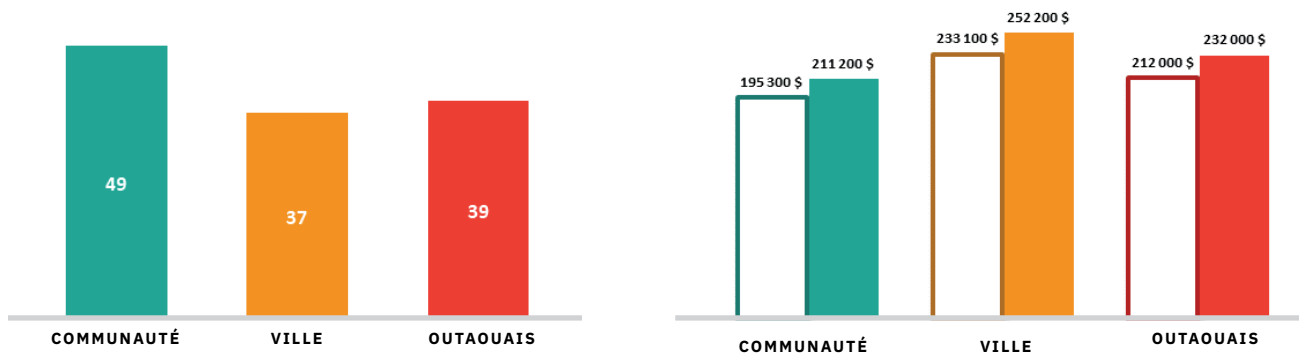 49
37
39
COMMUNAUTÉ
VILLE
OUTAOUAIS
195 300 $
211 200 $
233 100 $
252 200 $
212 000 $
232 000 $
COMMUNAUTÉ
VILLE
OUTAOUAIS